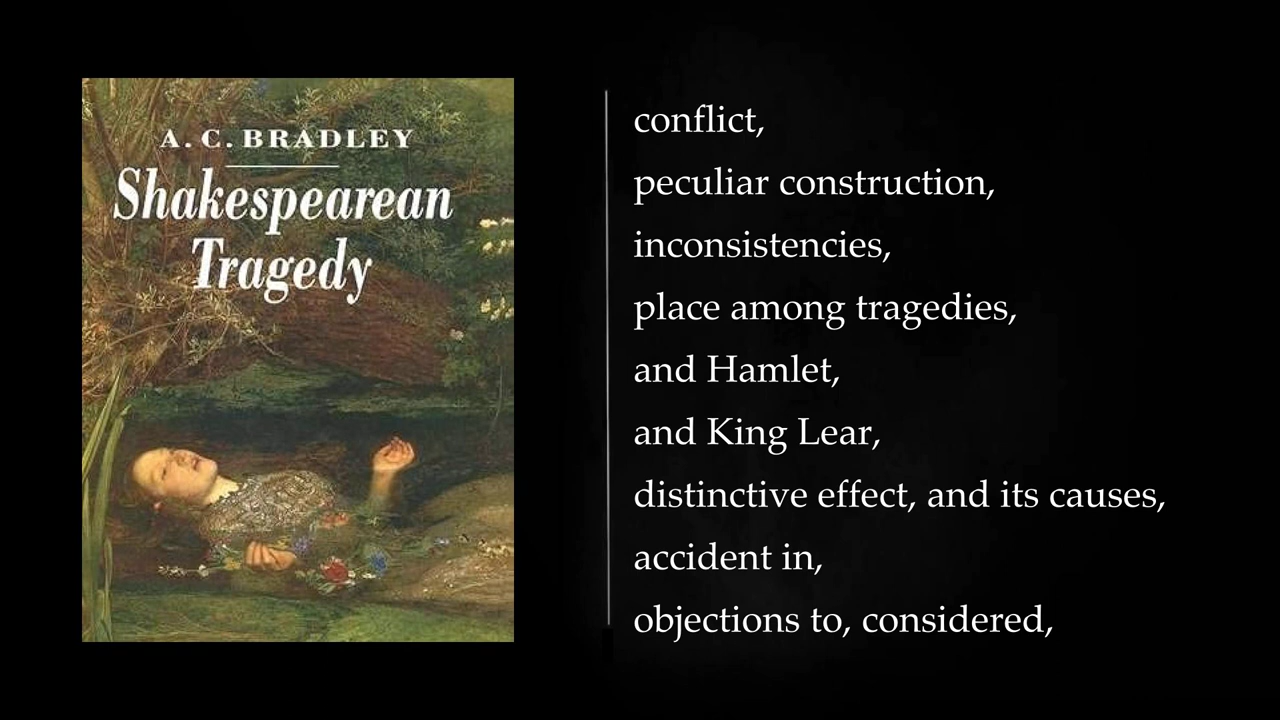 A. C. BRADLEY
Shakespearean
Tragedy
conflict,
peculiar construction,
inconsistencies,
place among tragedies,
and Hamlet,
and King Lear,
distinctive effect, and its causes,
accident in,
objections to, considered,